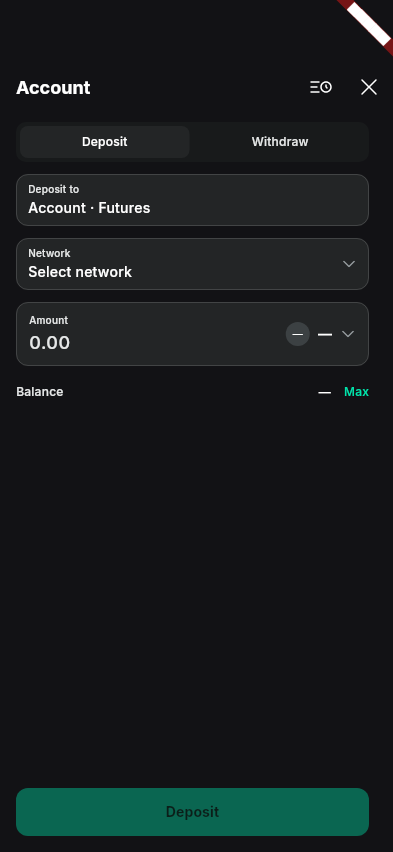 Account
Deposit
Withdraw
Deposit to
Account · Futures
Network
Select network
Amount
0.00
— —
Balance
— Max
Deposit